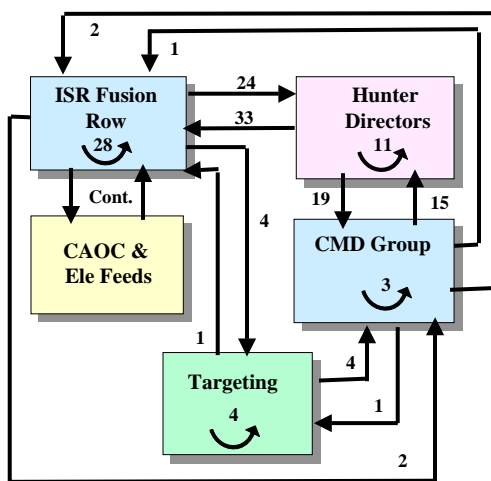 2
1
ISR Fusion
Row
28
24
33
Hunter
Directors
11
Cont.
4
19
15
CAOC &
Ele Feeds
CMD Group
3
1
Targeting
4
4
1
2